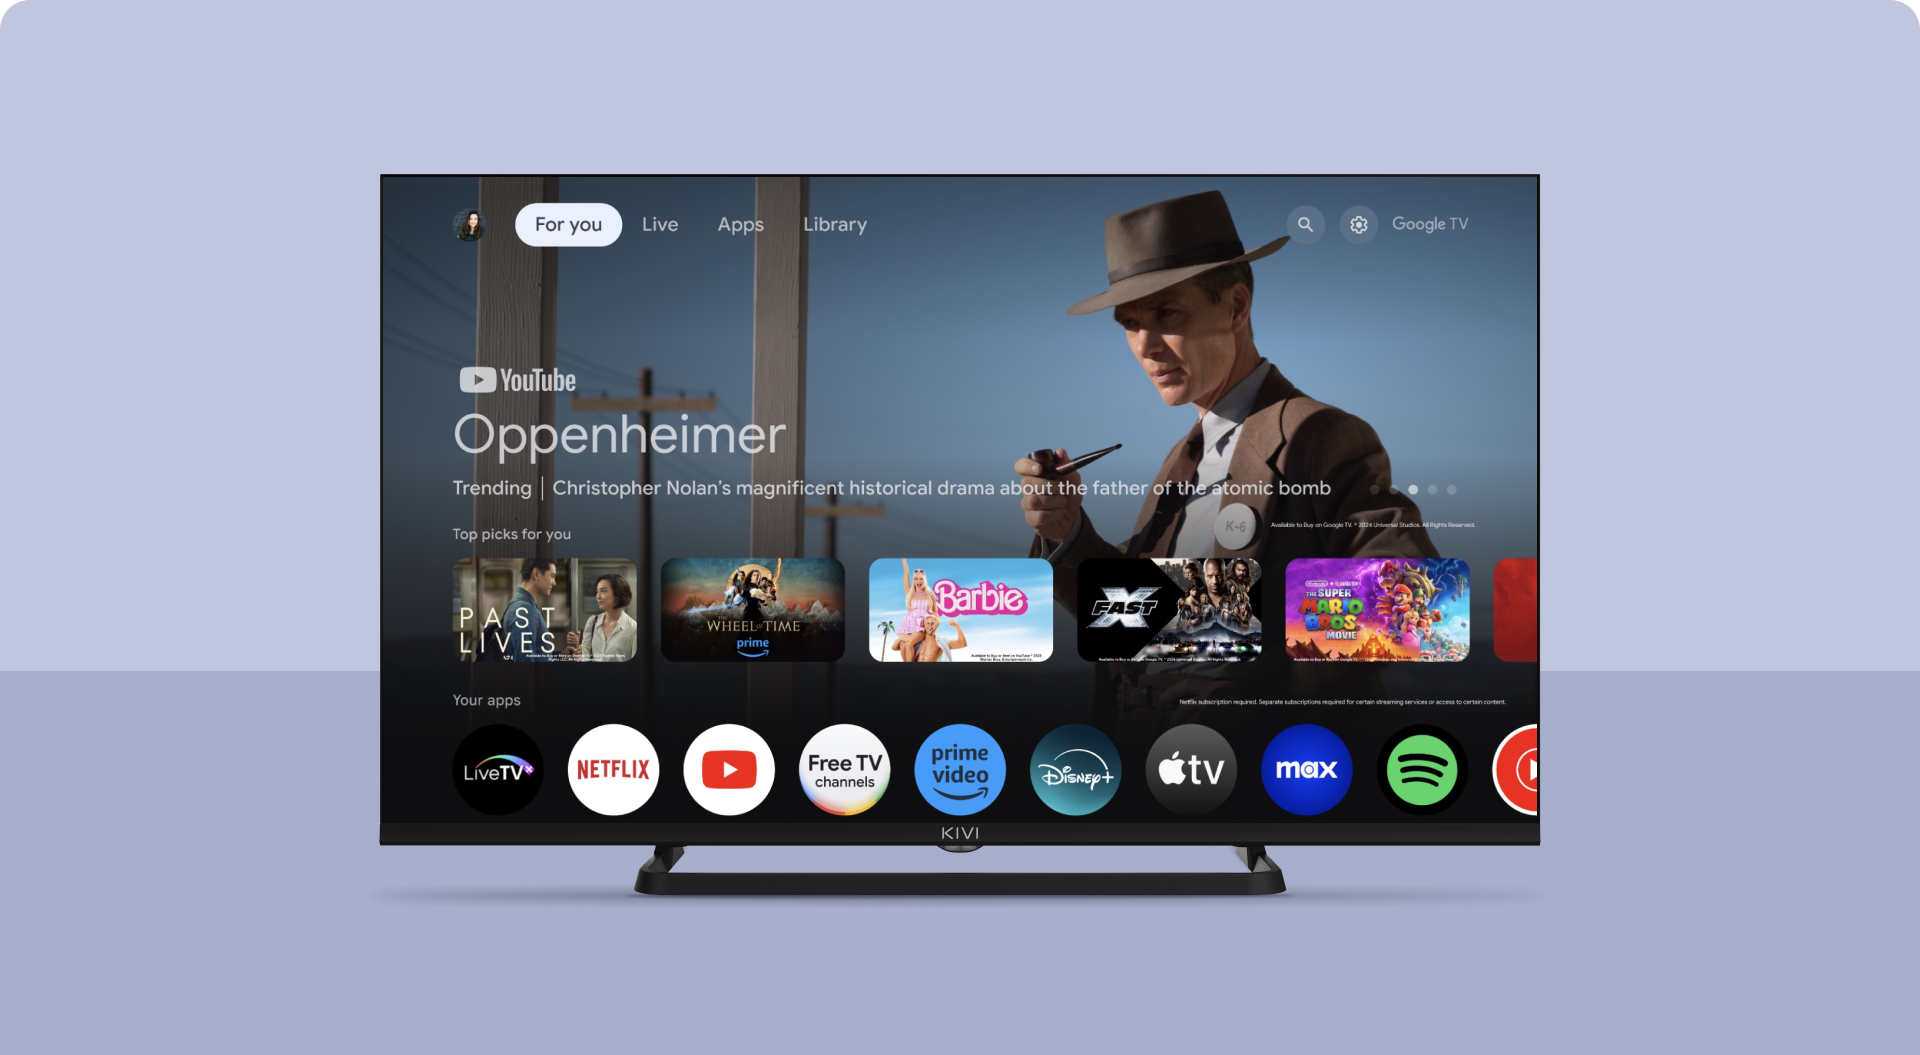 For you
Live
Apps
Library
Google TV
YouTube
Oppenheimer
Trending | Christopher Nolan's magnificent historical drama about the father of the atomic bomb
K-6
Available to Buy on Google TV. © 2024 Universal Studios. All Rights Reserved.
Top picks for you
PAST
LIVES
THE
WHEEL OF TIME
prime
Barbie
FAST X
Nintendo + ILLUMINATION
THE SUPER
MARIO
BROS
MOVIE
Your apps
Netflix subscription required. Separate subscriptions required for certain streaming services or access to certain content.
LiveTV
NETFLIX
Free TV
channels
prime
video
Disney+
tv
max
KIVI